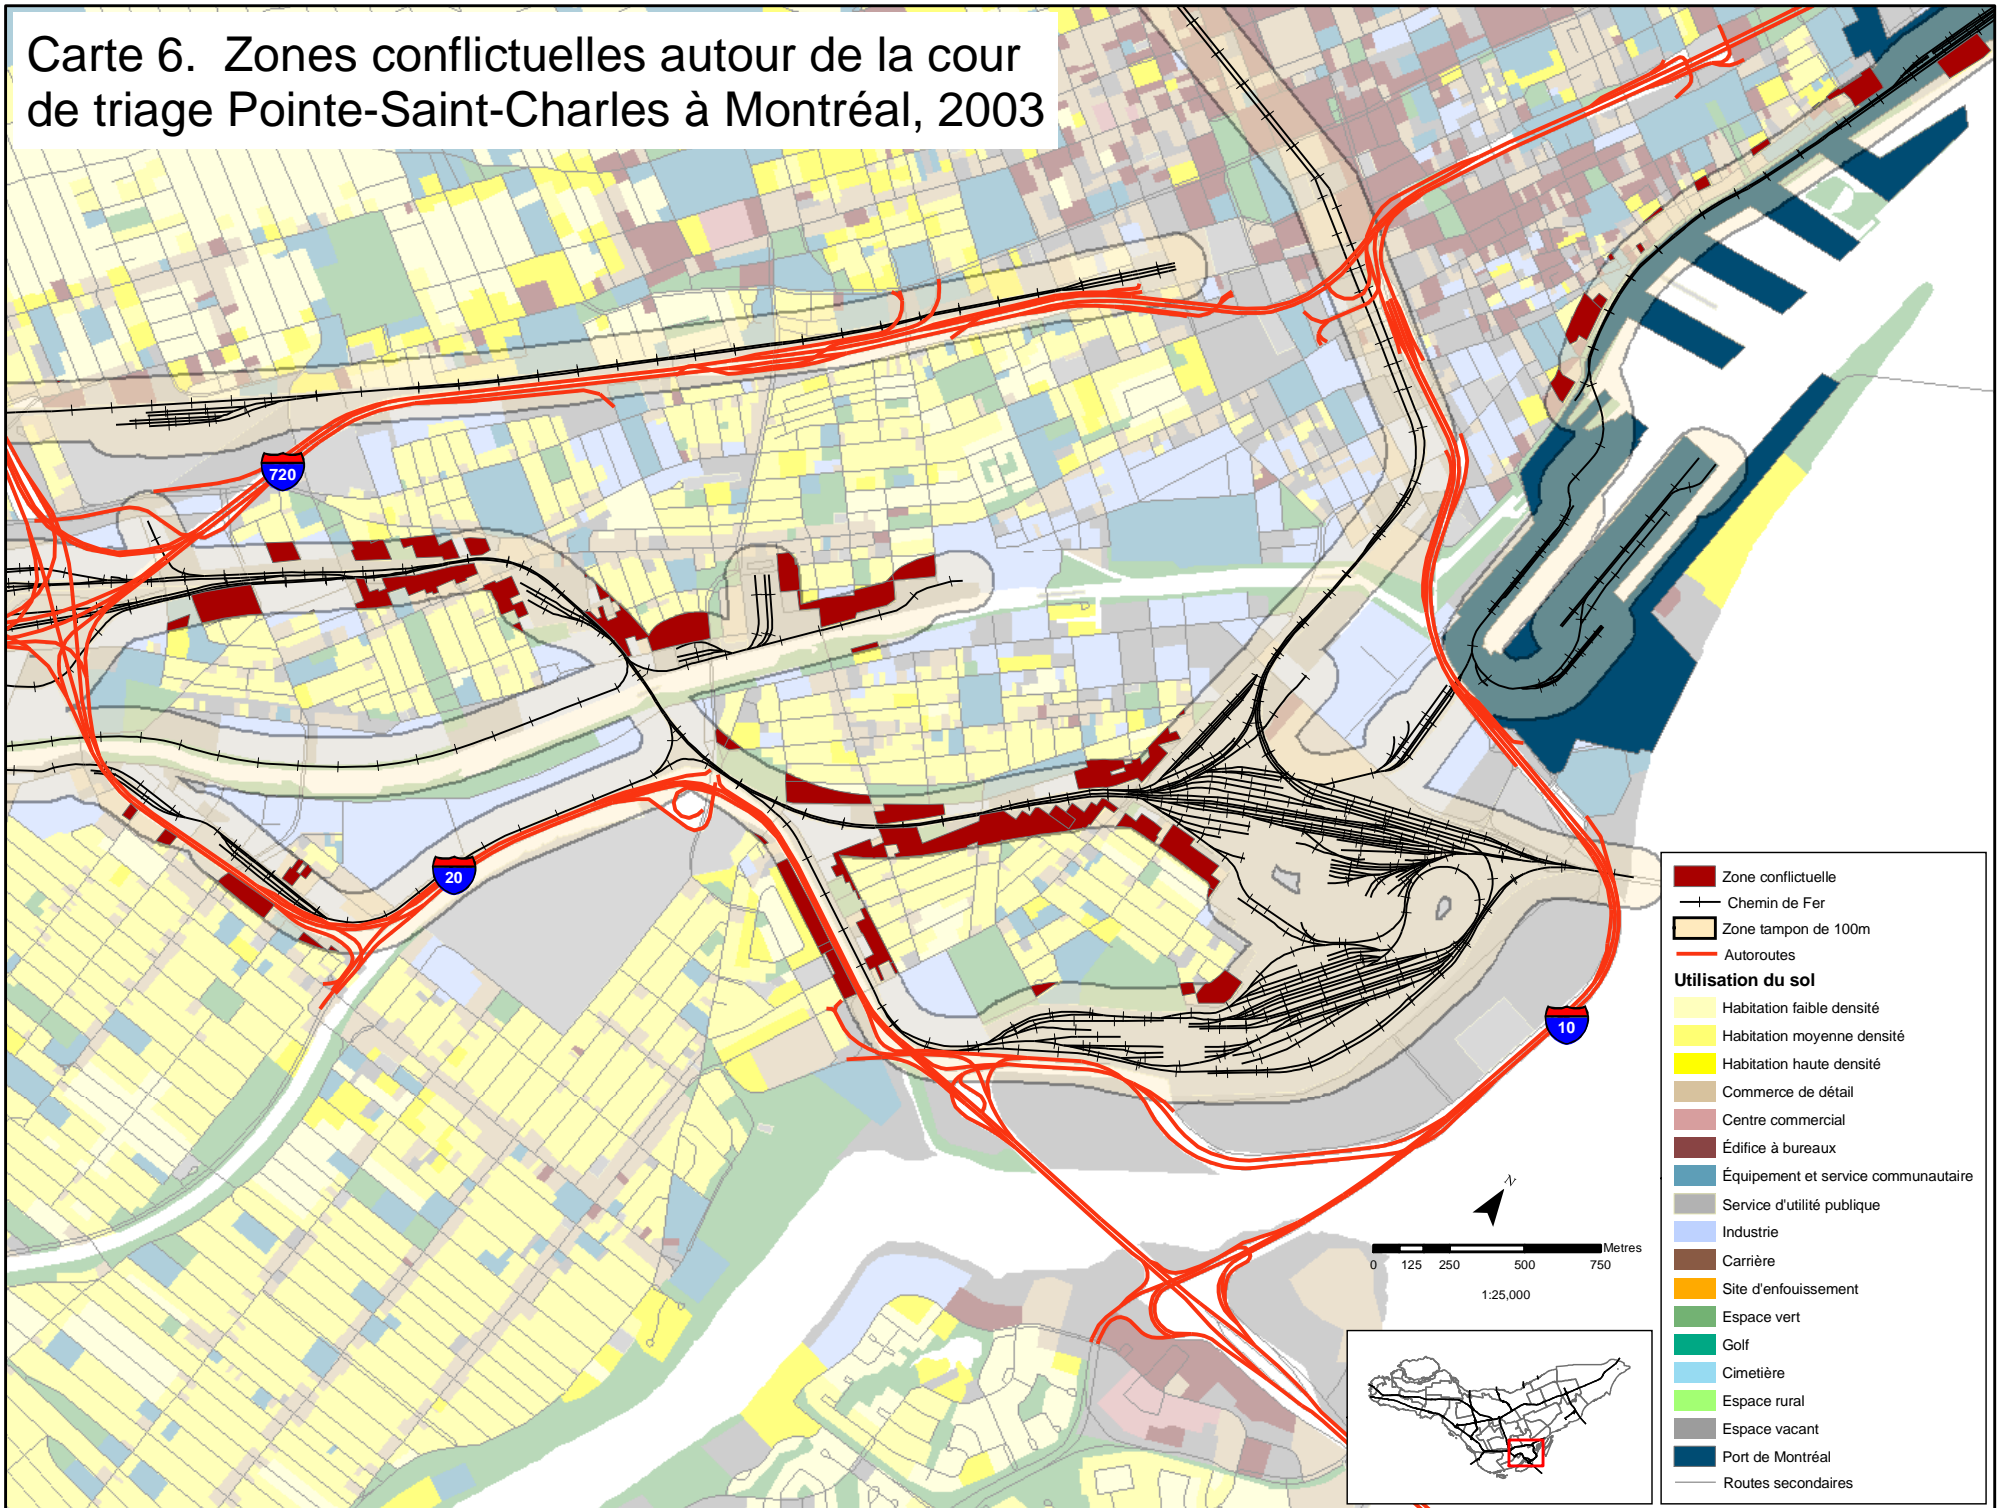 Carte 6. Zones conflictuelles autour de la cour
de triage Pointe-Saint-Charles à Montréal, 2003
720
20
10
Zone conflictuelle
Chemin de Fer
Zone tampon de 100m
Autoroutes
Utilisation du sol
Habitation faible densité
Habitation moyenne densité
Habitation haute densité
Commerce de détail
Centre commercial
Édifice à bureaux
Équipement et service communautaire
Service d'utilité publique
Industrie
Carrière
Site d'enfouissement
Espace vert
Golf
Cimetière
Espace rural
Espace vacant
Port de Montréal
Routes secondaires
N
Metres
0 125 250 500 750
1:25,000